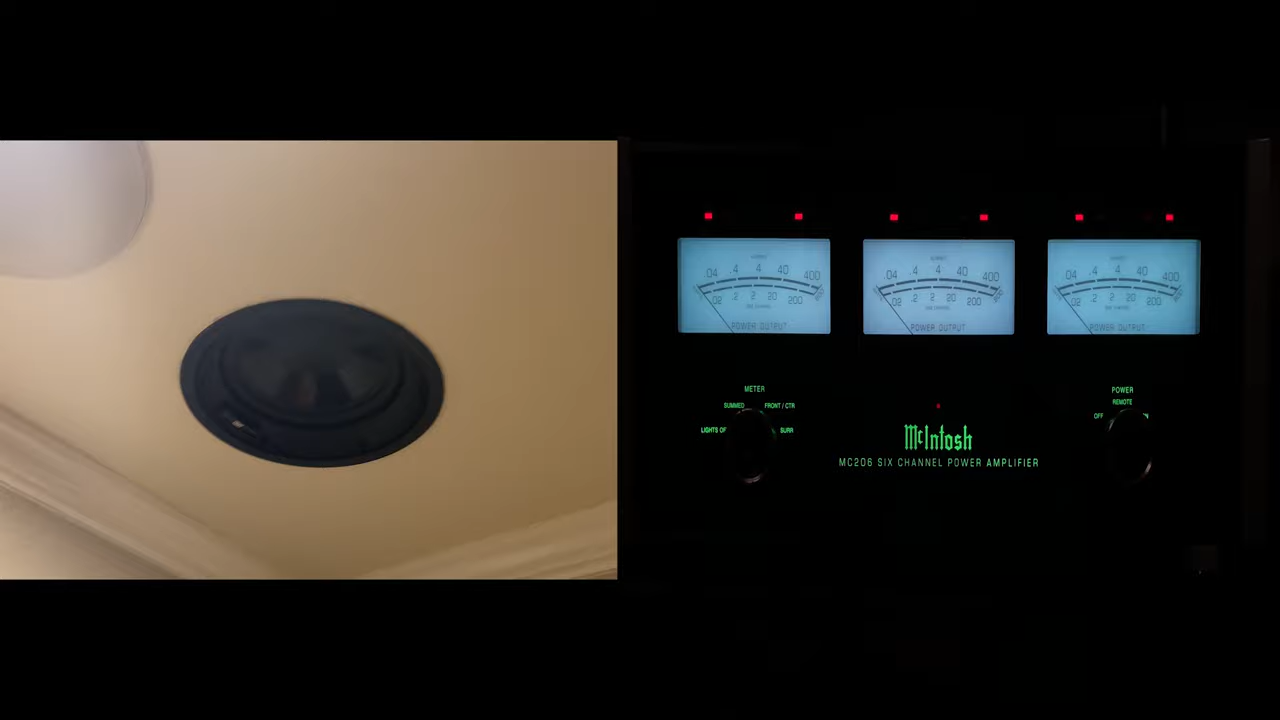 .04 .4 4 40 400
.02 .2 2 20 200
POWER OUTPUT
.04 .4 4 40 400
.02 .2 2 20 200
POWER OUTPUT
.04 .4 4 40 400
.02 .2 2 20 200
POWER OUTPUT
METER
SUMMED FRONT / CTR
LIGHTS OF SURR
POWER
REMOTE
OFF
McIntosh
MC206 SIX CHANNEL POWER AMPLIFIER